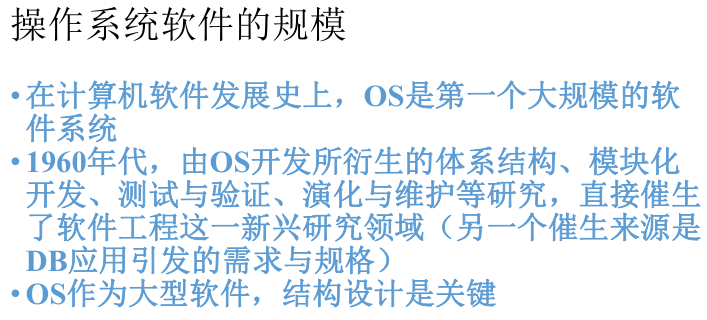 操作系统软件的规模
•在计算机软件发展史上，OS是第一个大规模的软
件系统
•1960年代，由OS开发所衍生的体系结构、模块化
开发、测试与验证、演化与维护等研究，直接催生
了软件工程这一新兴研究领域（另一个催生来源是
DB应用引发的需求与规格）
•OS作为大型软件，结构设计是关键